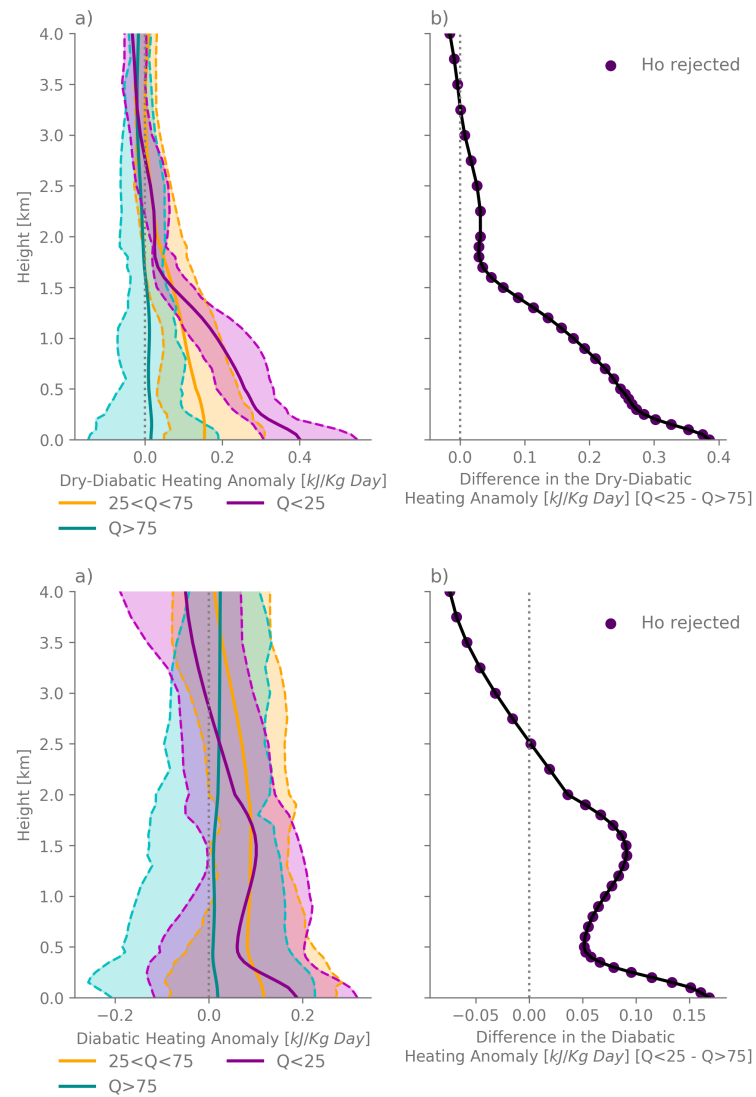 a)
4.0
3.5
3.0
2.5
2.0
1.5
1.0
0.5
0.0
Height [km]
0.0 0.2 0.4
Dry-Diabatic Heating Anomaly [kJ/Kg Day]
25<Q<75 Q<25
Q>75
b)
Ho rejected
0.0 0.1 0.2 0.3 0.4
Difference in the Dry-Diabatic
Heating Anamoly [kJ/Kg Day] [Q<25 - Q>75]
a)
4.0
3.5
3.0
2.5
2.0
1.5
1.0
0.5
0.0
Height [km]
−0.2 0.0 0.2
Diabatic Heating Anomaly [kJ/Kg Day]
25<Q<75 Q<25
Q>75
b)
Ho rejected
−0.05 0.00 0.05 0.10 0.15
Difference in the Diabatic
Heating Anomaly [kJ/Kg Day] [Q<25 - Q>75]